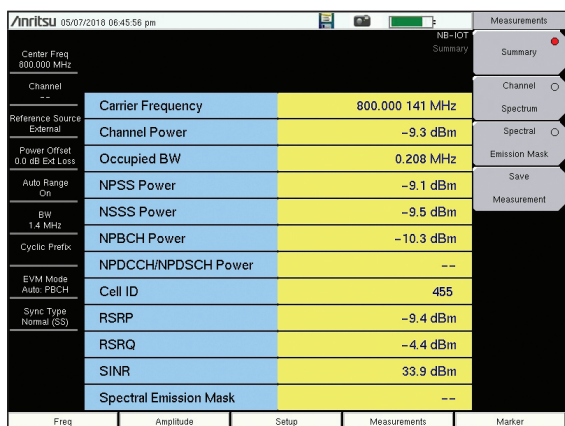 Anritsu 05/07/2018 06:45:56 pm
NB-IOT
Summary
Center Freq
800.000 MHz
Channel
--
Reference Source
External
Power Offset
0.0 dB Ext Loss
Auto Range
On
BW
1.4 MHz
Cyclic Prefix
EVM Mode
Auto: PBCH
Sync Type
Normal (SS)
Carrier Frequency 800.000 141 MHz
Channel Power –9.3 dBm
Occupied BW 0.208 MHz
NPSS Power –9.1 dBm
NSSS Power –9.5 dBm
NPBCH Power –10.3 dBm
NPDCCH/NPDSCH Power --
Cell ID 455
RSRP –9.4 dBm
RSRQ –4.4 dBm
SINR 33.9 dBm
Spectral Emission Mask --
Measurements
Summary
Channel
Spectrum
Spectral
Emission Mask
Save
Measurement
Freq Amplitude Setup Measurements Marker